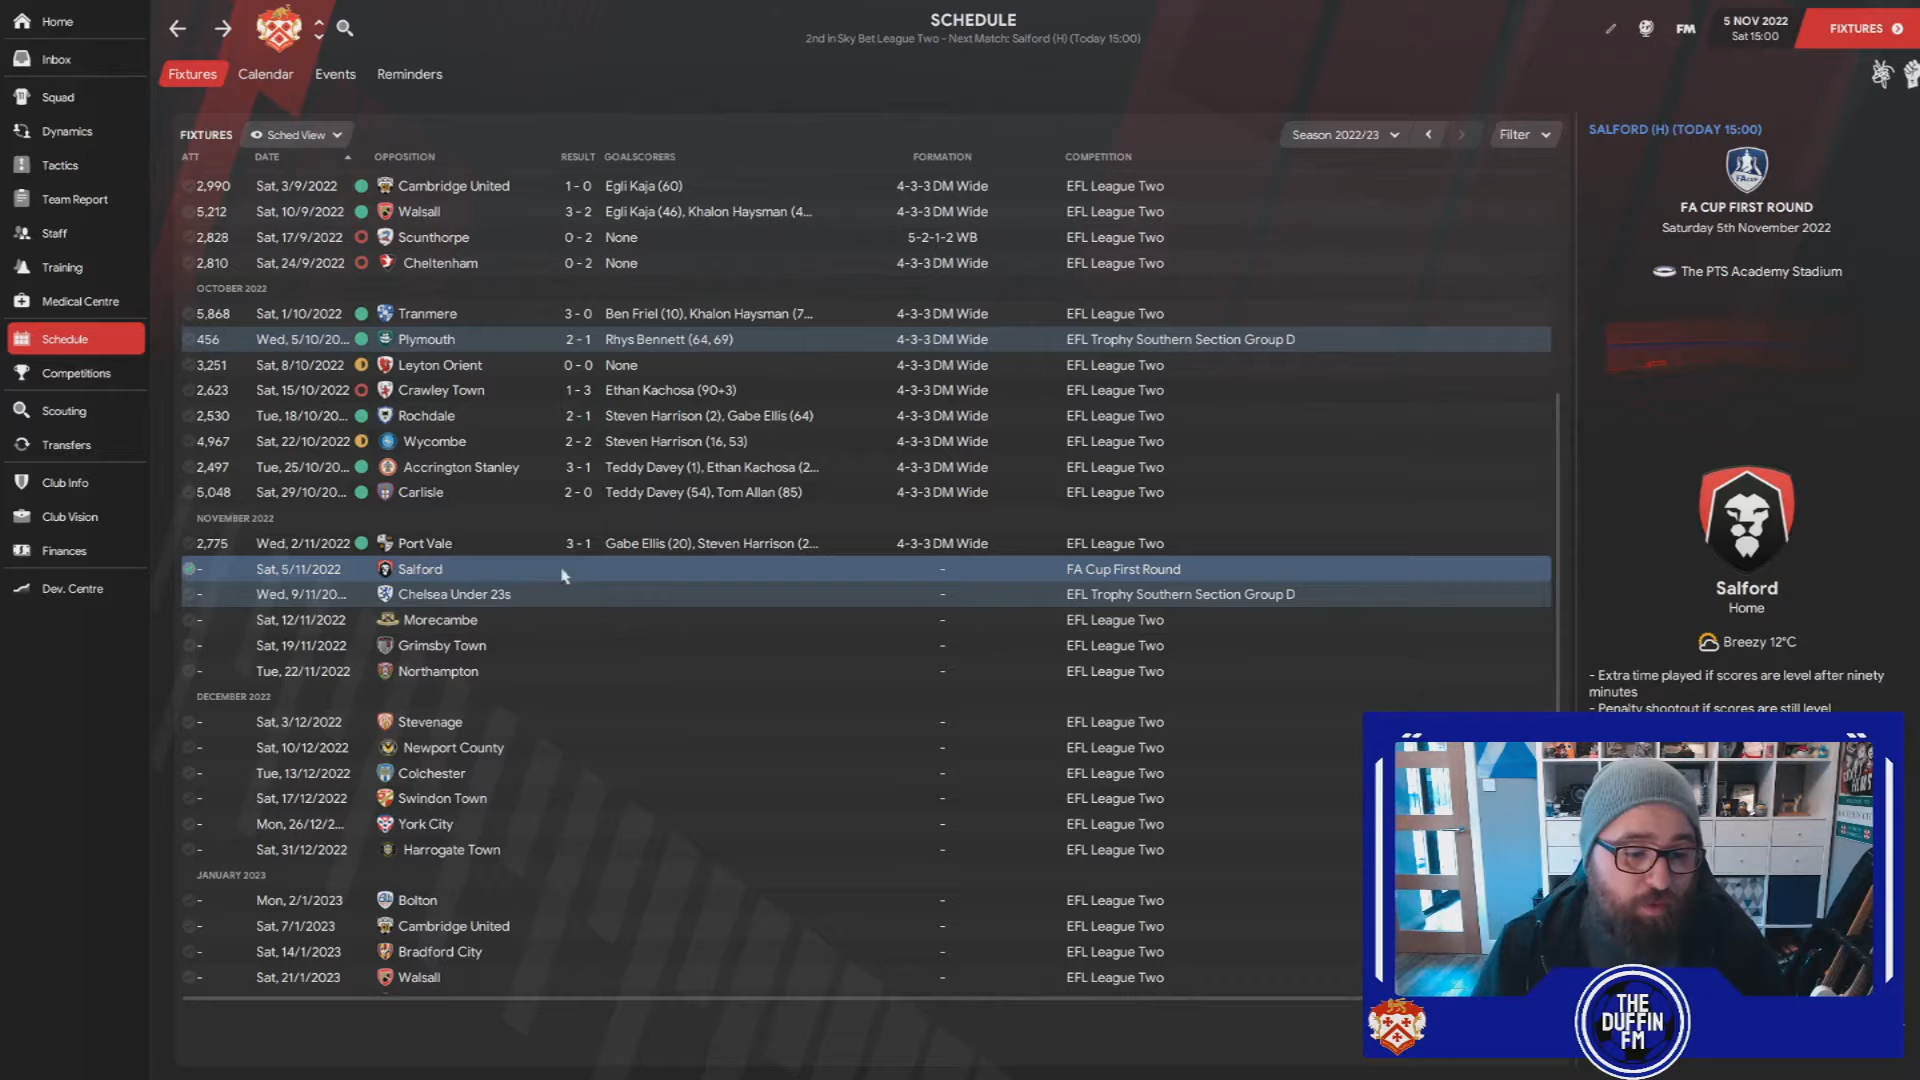 Home
Inbox
Squad
Dynamics
Tactics
Team Report
Staff
Training
Medical Centre
Schedule
Competitions
Scouting
Transfers
Club Info
Club Vision
Finances
Dev. Centre
SCHEDULE
2nd in Sky Bet League Two - Next Match: Salford (H) (Today 15:00)
FM
5 NOV 2022
Sat 15:00
FIXTURES
Fixtures Calendar Events Reminders
FIXTURES Sched View Season 2022/23 Filter
ATT DATE OPPOSITION RESULT GOALSCORERS FORMATION COMPETITION
2,990 Sat, 3/9/2022 Cambridge United 1 - 0 Egli Kaja (60) 4-3-3 DM Wide EFL League Two
5,212 Sat, 10/9/2022 Walsall 3 - 2 Egli Kaja (46), Khalon Haysman (4... 4-3-3 DM Wide EFL League Two
2,828 Sat, 17/9/2022 Scunthorpe 0 - 2 None 5-2-1-2 WB EFL League Two
2,810 Sat, 24/9/2022 Cheltenham 0 - 2 None 4-3-3 DM Wide EFL League Two
OCTOBER 2022
5,868 Sat, 1/10/2022 Tranmere 3 - 0 Ben Friel (10), Khalon Haysman (7... 4-3-3 DM Wide EFL League Two
456 Wed, 5/10/20... Plymouth 2 - 1 Rhys Bennett (64, 69) 4-3-3 DM Wide EFL Trophy Southern Section Group D
3,251 Sat, 8/10/2022 Leyton Orient 0 - 0 None 4-3-3 DM Wide EFL League Two
2,623 Sat, 15/10/2022 Crawley Town 1 - 3 Ethan Kachosa (90+3) 4-3-3 DM Wide EFL League Two
2,530 Tue, 18/10/20... Rochdale 2 - 1 Steven Harrison (2), Gabe Ellis (64) 4-3-3 DM Wide EFL League Two
4,967 Sat, 22/10/2022 Wycombe 2 - 2 Steven Harrison (16, 53) 4-3-3 DM Wide EFL League Two
2,497 Tue, 25/10/20... Accrington Stanley 3 - 1 Teddy Davey (1), Ethan Kachosa (2... 4-3-3 DM Wide EFL League Two
5,048 Sat, 29/10/20... Carlisle 2 - 0 Teddy Davey (54), Tom Allan (85) 4-3-3 DM Wide EFL League Two
NOVEMBER 2022
2,775 Wed, 2/11/2022 Port Vale 3 - 1 Gabe Ellis (20), Steven Harrison (2... 4-3-3 DM Wide EFL League Two
- Sat, 5/11/2022 Salford - FA Cup First Round
- Wed, 9/11/20... Chelsea Under 23s - EFL Trophy Southern Section Group D
- Sat, 12/11/2022 Morecambe - EFL League Two
- Sat, 19/11/2022 Grimsby Town - EFL League Two
- Tue, 22/11/2022 Northampton - EFL League Two
DECEMBER 2022
- Sat, 3/12/2022 Stevenage - EFL League Two
- Sat, 10/12/2022 Newport County - EFL League Two
- Tue, 13/12/2022 Colchester - EFL League Two
- Sat, 17/12/2022 Swindon Town - EFL League Two
- Mon, 26/12/2... York City - EFL League Two
- Sat, 31/12/2022 Harrogate Town - EFL League Two
JANUARY 2023
- Mon, 2/1/2023 Bolton - EFL League Two
- Sat, 7/1/2023 Cambridge United - EFL League Two
- Sat, 14/1/2023 Bradford City - EFL League Two
- Sat, 21/1/2023 Walsall - EFL League Two
SALFORD (H) (TODAY 15:00)
FA CUP FIRST ROUND
Saturday 5th November 2022
The PTS Academy Stadium
Salford
Home
Breezy 12°C
- Extra time played if scores are level after ninety
minutes
- Penalty shootout if scores are still level
THE
DUFFIN
FM